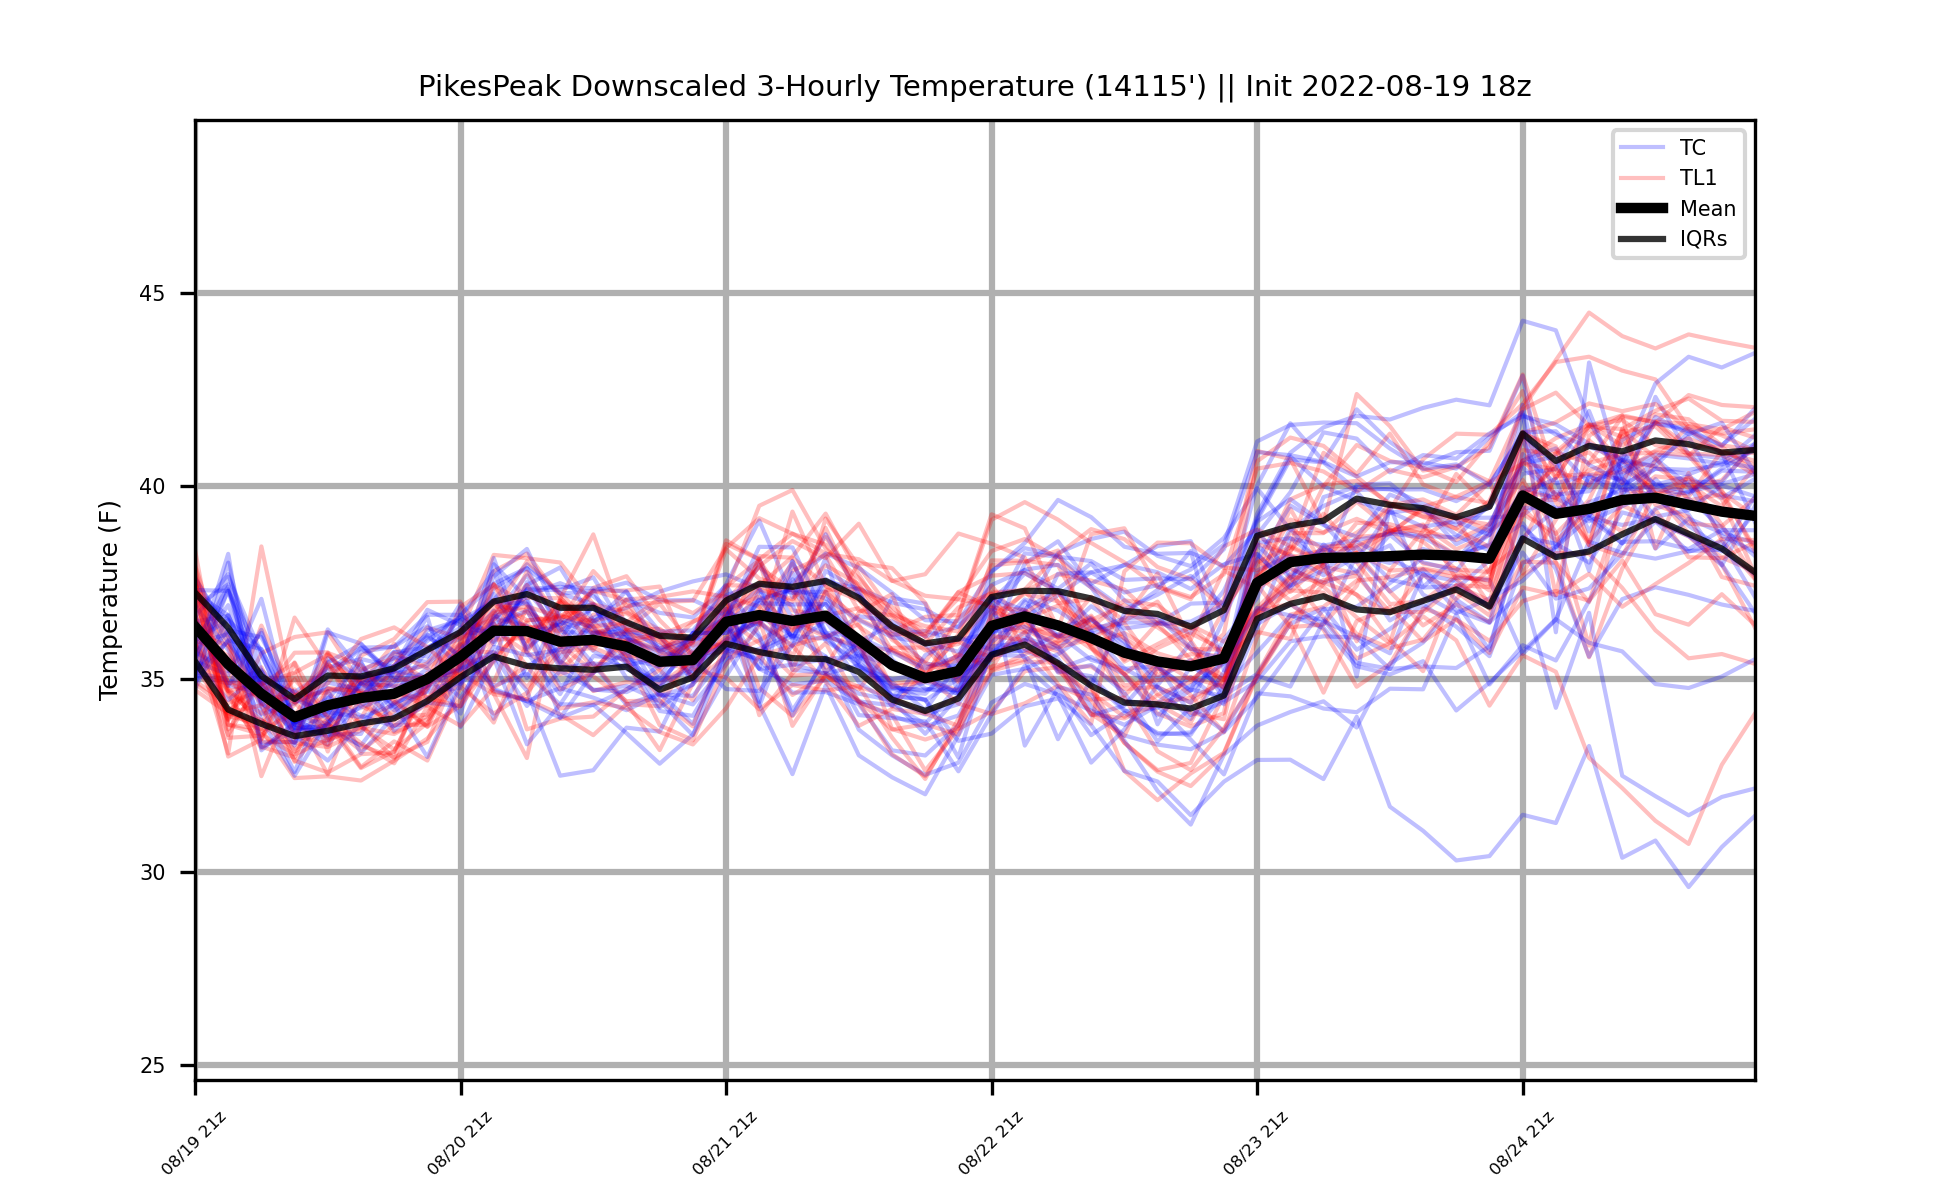 PikesPeak Downscaled 3-Hourly Temperature (14115') || Init 2022-08-19 18z
TC
TL1
Mean
IQRs
Temperature (F)
45
40
35
30
25
08/19 21z
08/20 21z
08/21 21z
08/22 21z
08/23 21z
08/24 21z